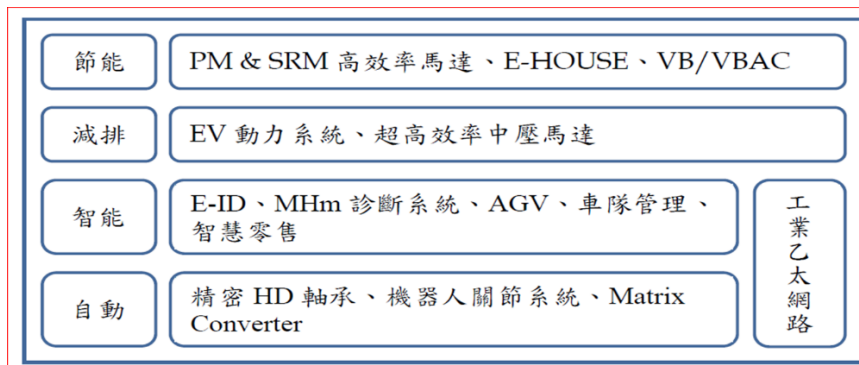 節能
PM & SRM 高效率馬達、E-HOUSE、VB/VBAC
減排
EV 動力系統、超高效率中壓馬達
智能
E-ID、MHm 診斷系統、AGV、車隊管理、
智慧零售
自動
精密 HD 軸承、機器人關節系統、Matrix
Converter
工業乙太網路